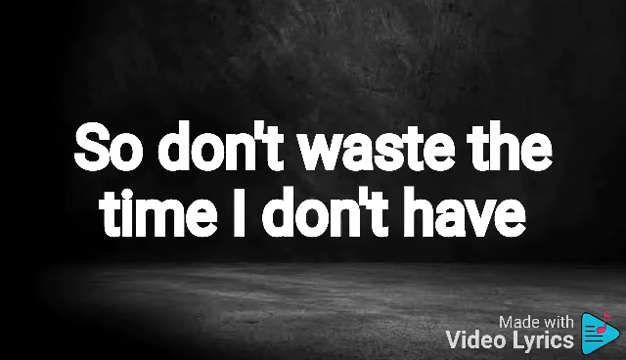 So don't waste the
time I don't have
Made with
Video Lyrics